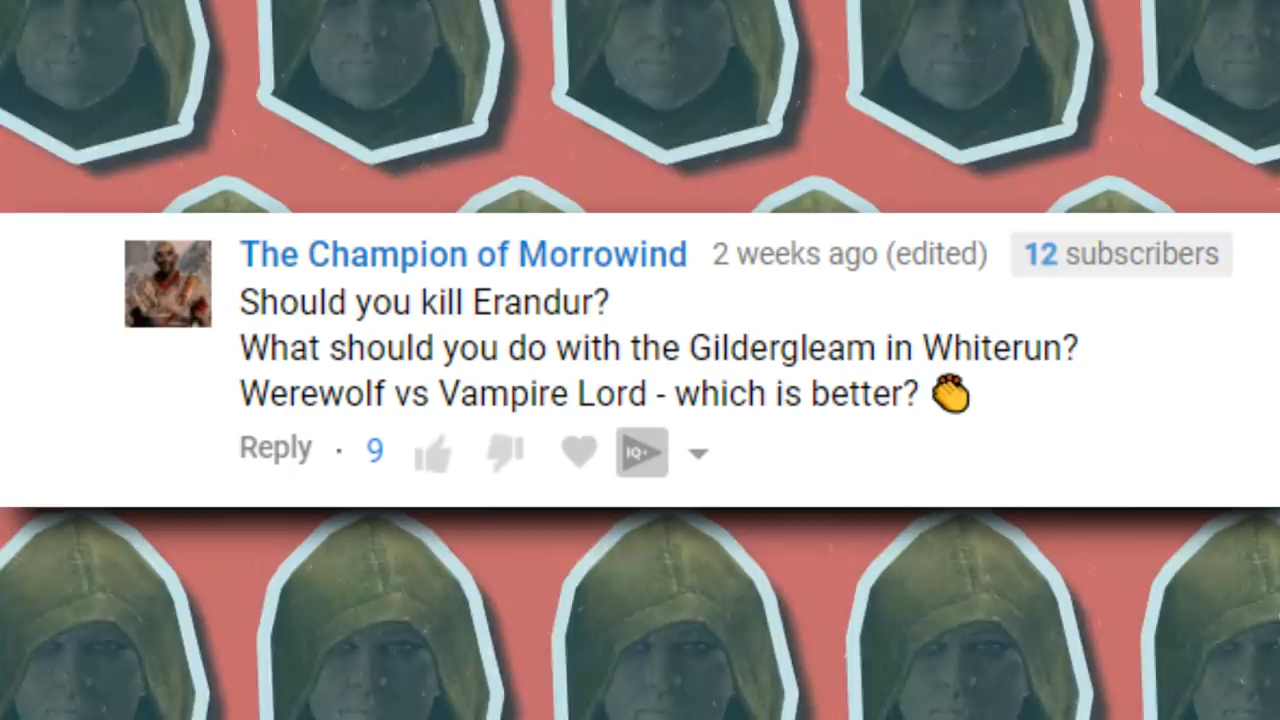 The Champion of Morrowind 2 weeks ago (edited) 12 subscribers
Should you kill Erandur?
What should you do with the Gildergleam in Whiterun?
Werewolf vs Vampire Lord - which is better? 👏
Reply · 9 IQ+